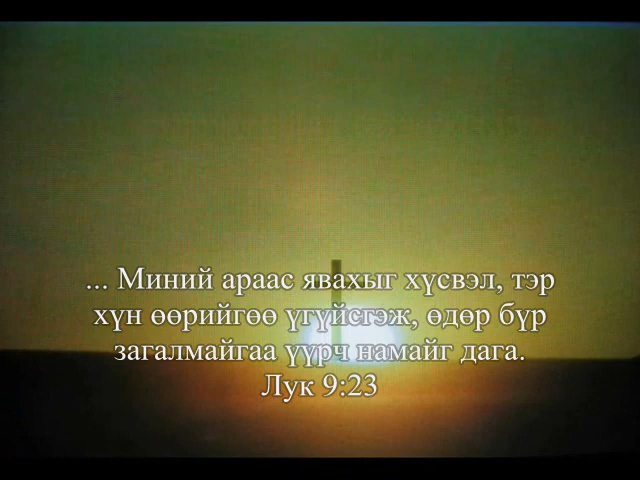 ... Миний араас явахыг хүсвэл, тэр
хүн өөрийгөө үгүйсгэж, өдөр бүр
загалмайгаа үүрч намайг дага.
Лук 9:23